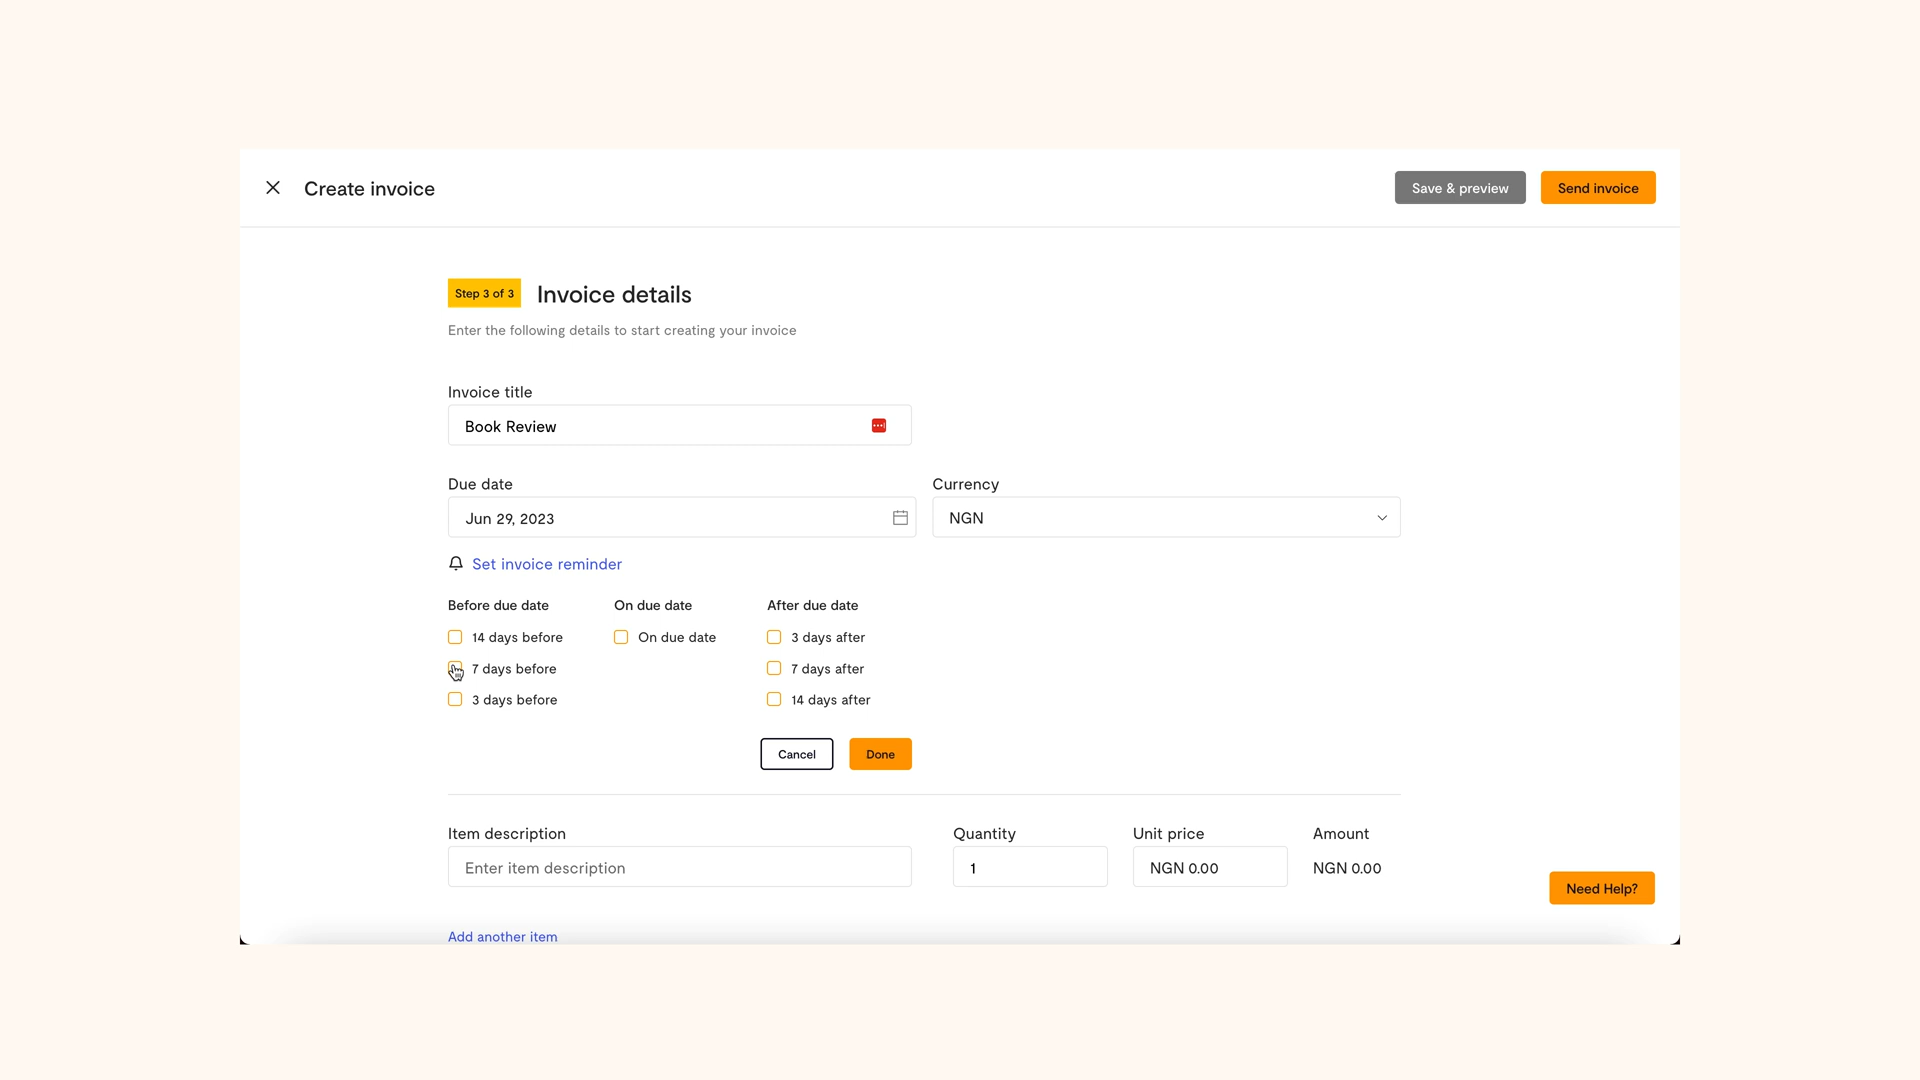 Create invoice
Save & preview
Send invoice
Step 3 of 3
Invoice details
Enter the following details to start creating your invoice
Invoice title
Book Review
Due date
Currency
Jun 29, 2023
NGN
Set invoice reminder
Before due date
On due date
After due date
14 days before
On due date
3 days after
7 days before
7 days after
3 days before
14 days after
Cancel
Done
Item description
Quantity
Unit price
Amount
Enter item description
1
NGN 0.00
NGN 0.00
Need Help?
Add another item